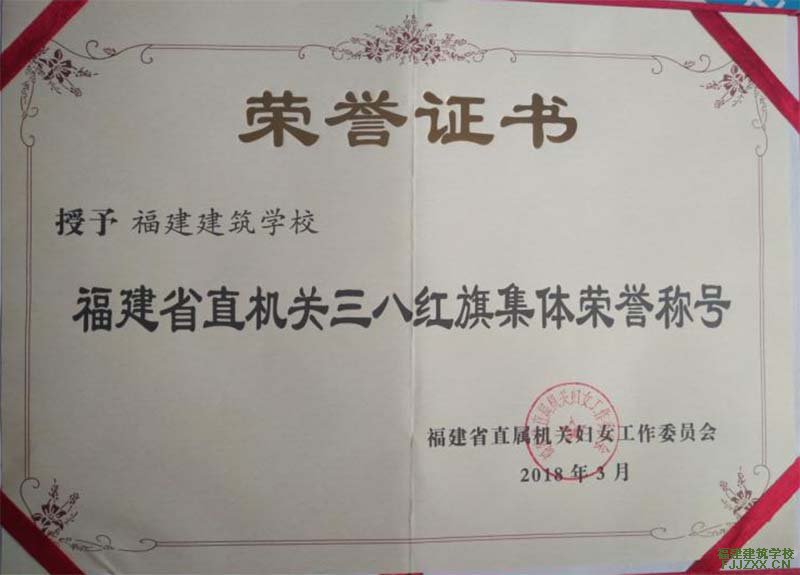 荣誉证书
授予 福建建筑学校
福建省直机关三八红旗集体荣誉称号
福建省直属机关妇女工作委员会
2018年3月
福建建筑学校
FJJZXX.CN